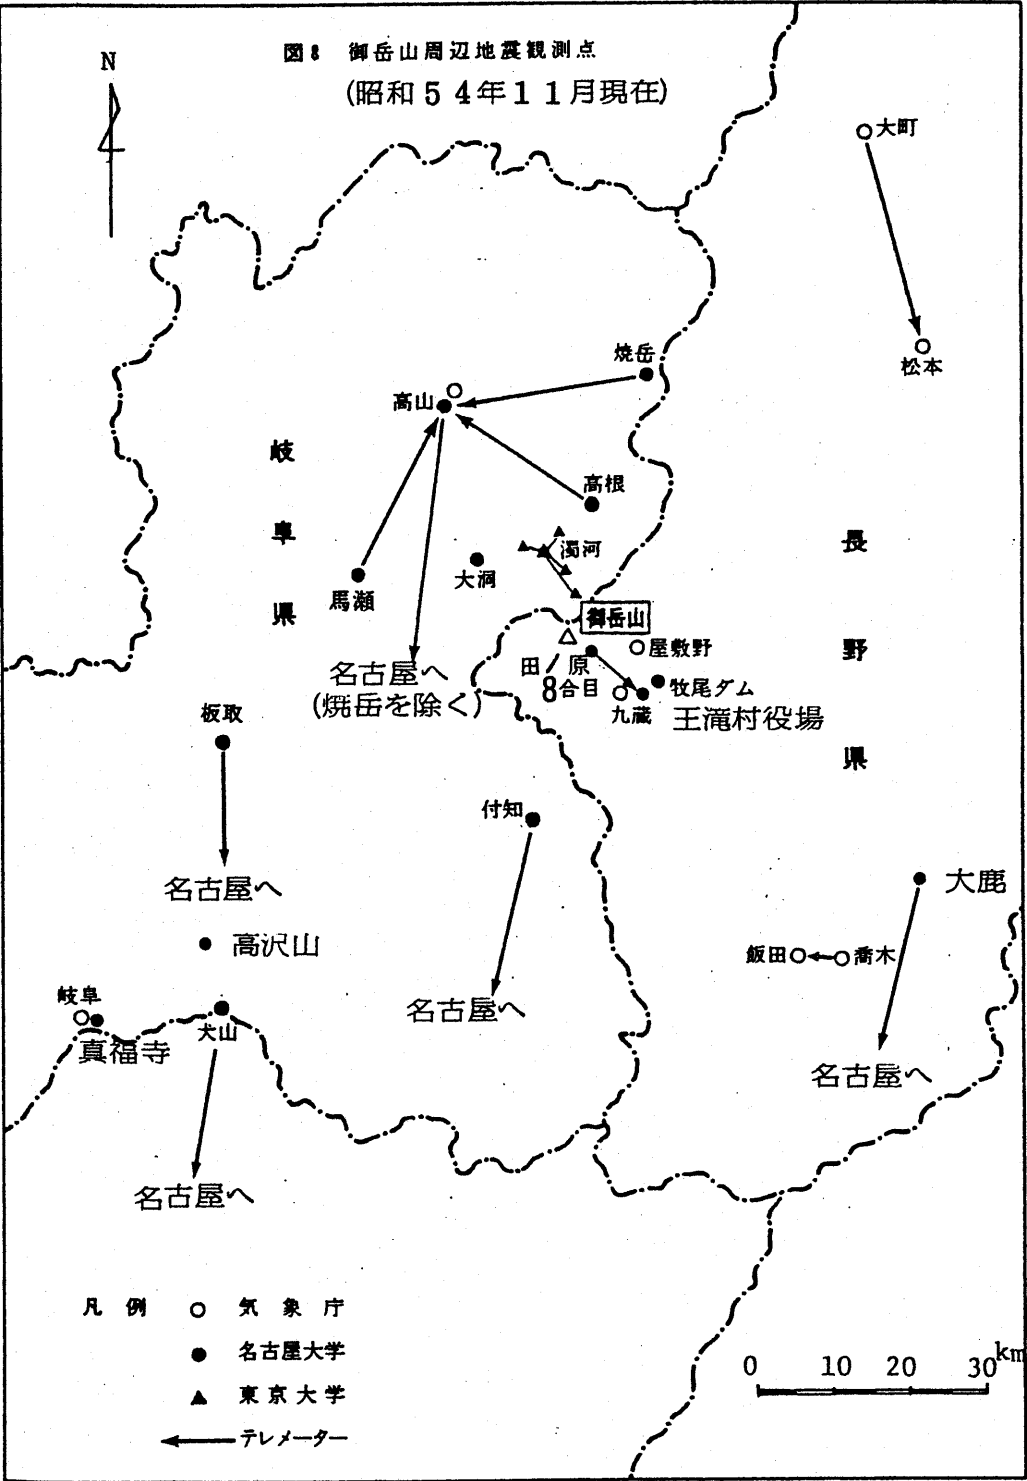 図8 御岳山周辺地震観測点
(昭和54年11月現在)
N
大町
松本
焼岳
高山
岐阜県
高根
長野県
濁河
大洞
馬瀬
御岳山
屋敷野
田ノ原
8合目
牧尾ダム
九蔵
王滝村役場
名古屋へ
(焼岳を除く)
板取
名古屋へ
付知
名古屋へ
大鹿
名古屋へ
高沢山
飯田
喬木
岐阜
真福寺
犬山
名古屋へ
凡例
気象庁
名古屋大学
東京大学
テレメーター
0 10 20 30 km